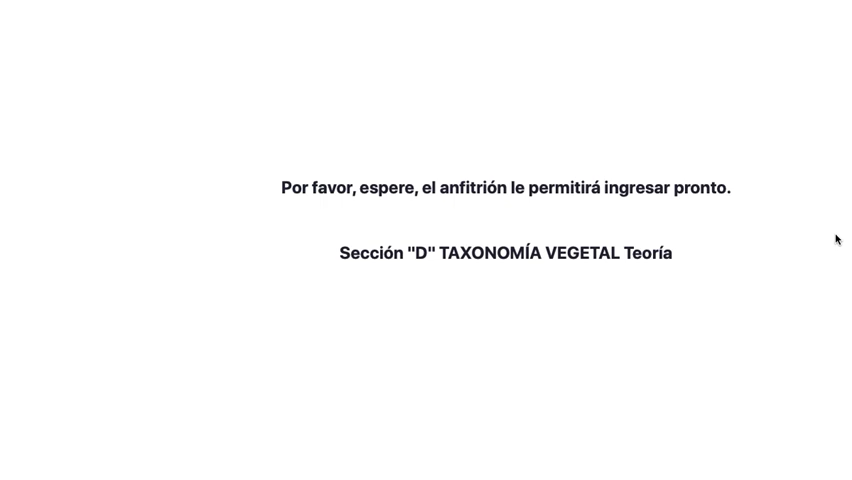 Por favor, espere, el anfitrión le permitirá ingresar pronto.
Sección "D" TAXONOMÍA VEGETAL Teoría